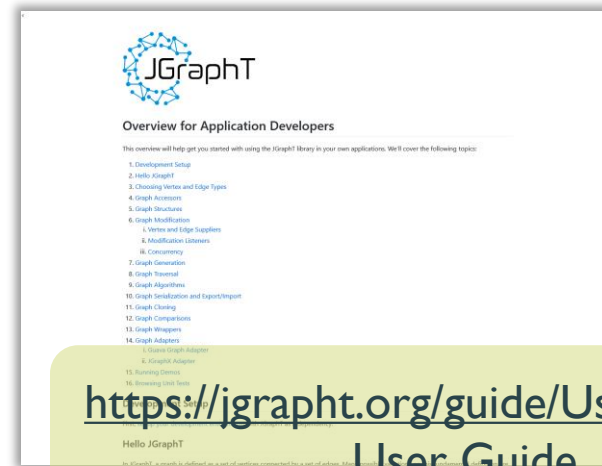 JGraphT
Overview for Application Developers
This overview will help get you started with using the JGraphT library in your own applications. We'll cover the following topics:
1. Development Setup
2. Hello JGraphT
3. Choosing Vertex and Edge Types
4. Graph Accessors
5. Graph Structures
6. Graph Modification
i. Vertex and Edge Suppliers
ii. Modification Listeners
iii. Concurrency
7. Graph Generation
8. Graph Traversal
9. Graph Algorithms
10. Graph Serialization and Export/Import
11. Graph Cloning
12. Graph Comparisons
13. Graph Wrappers
14. Graph Adapters
i. Guava Graph Adapter
ii. JGraphX Adapter
15. Running Demos
16. Browsing Unit Tests
Development Setup
https://jgrapht.org/guide/Us
User Guide
Hello JGraphT